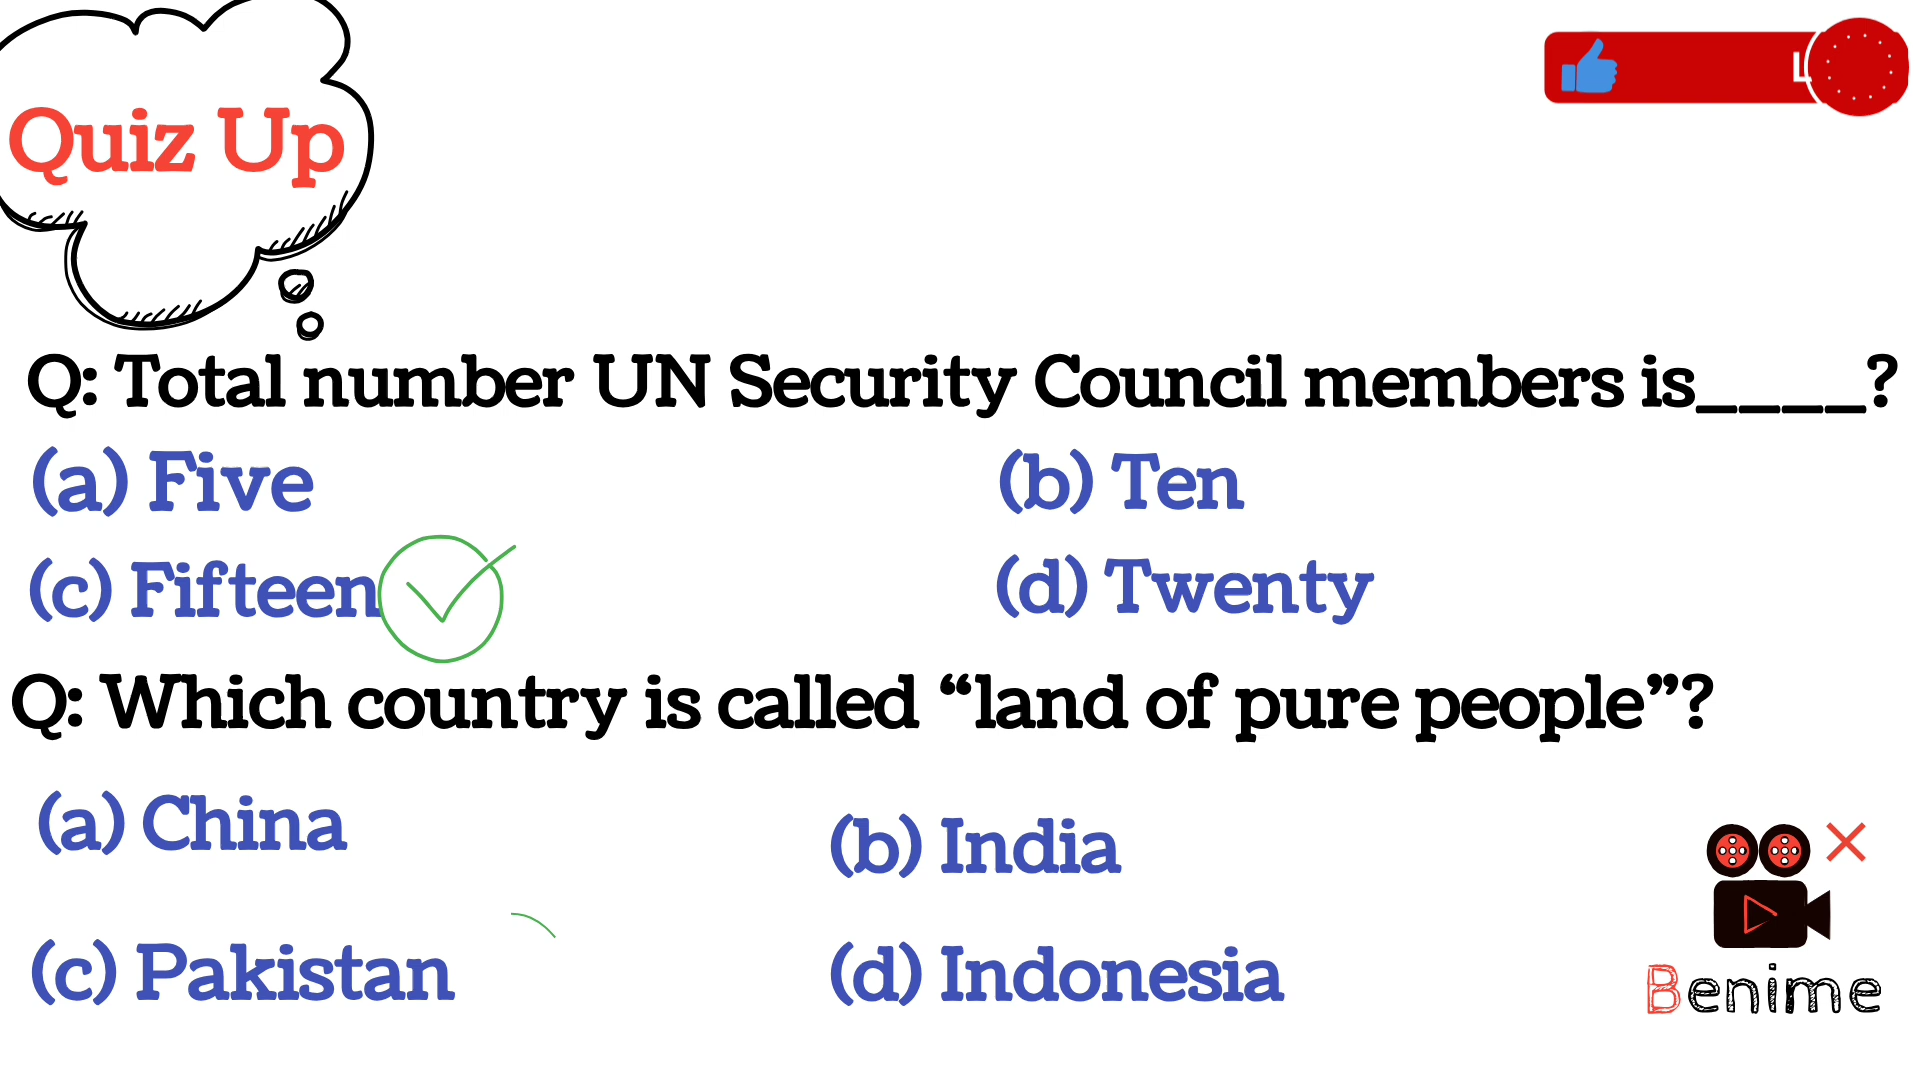 Quiz Up
L
Q: Total number UN Security Council members is____?
(a) Five
(b) Ten
(c) Fifteen
(d) Twenty
Q: Which country is called “land of pure people”?
(a) China
(b) India
(c) Pakistan
(d) Indonesia
Benime